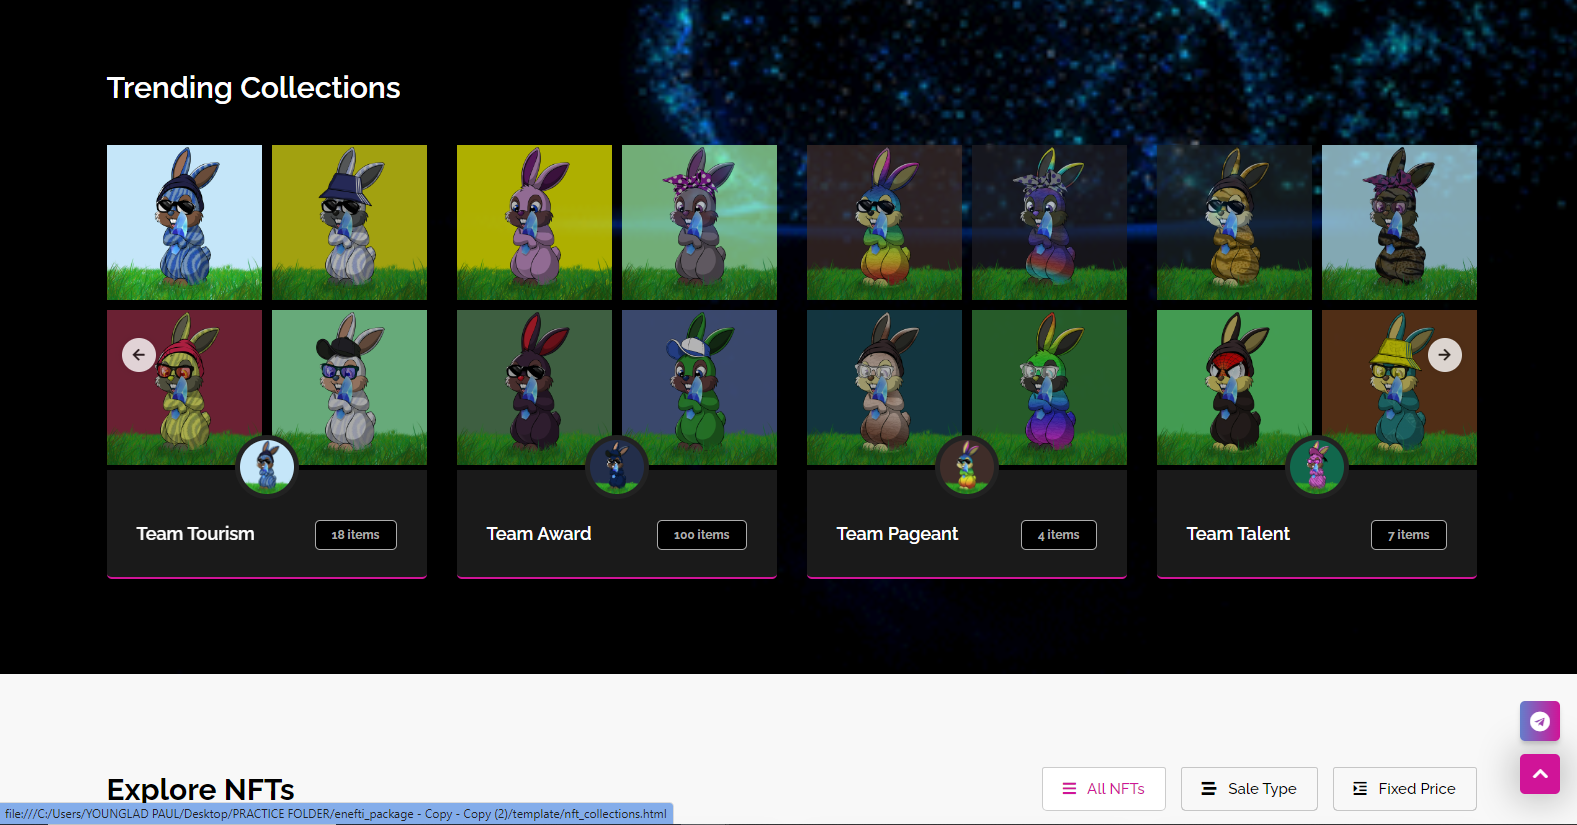 Trending Collections
Team Tourism
18 items
Team Award
100 items
Team Pageant
4 items
Team Talent
7 items
Explore NFTs
All NFTs
Sale Type
Fixed Price
file:///C:/Users/YOUNGLAD PAUL/Desktop/PRACTICE FOLDER/enefti_package - Copy - Copy (2)/template/nft_collections.html